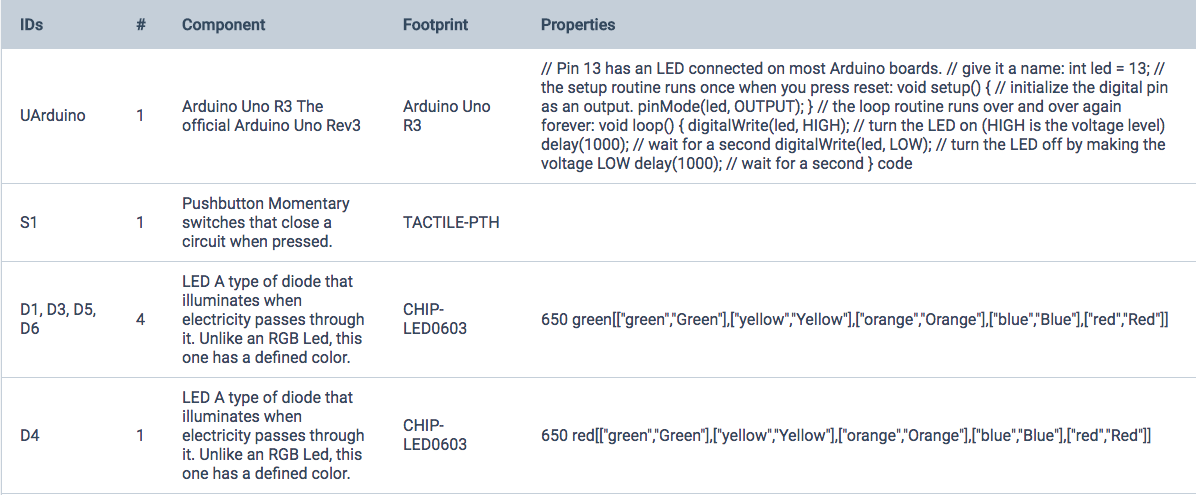 IDs # Component Footprint Properties
UArduino 1 Arduino Uno R3 The
official Arduino Uno Rev3
Arduino Uno
R3
// Pin 13 has an LED connected on most Arduino boards. // give it a name: int led = 13; //
the setup routine runs once when you press reset: void setup() { // initialize the digital pin
as an output. pinMode(led, OUTPUT); } // the loop routine runs over and over again
forever: void loop() { digitalWrite(led, HIGH); // turn the LED on (HIGH is the voltage level)
delay(1000); // wait for a second digitalWrite(led, LOW); // turn the LED off by making the
voltage LOW delay(1000); // wait for a second } code
S1 1 Pushbutton Momentary
switches that close a
circuit when pressed.
TACTILE-PTH
D1, D3, D5,
D6
4
LED A type of diode that
illuminates when
electricity passes through
it. Unlike an RGB Led, this
one has a defined color.
CHIP-
LED0603
650 green[["green","Green"],["yellow","Yellow"],["orange","Orange"],["blue","Blue"],["red","Red"]]
D4 1 LED A type of diode that
illuminates when
electricity passes through
it. Unlike an RGB Led, this
one has a defined color.
CHIP-
LED0603
650 red[["green","Green"],["yellow","Yellow"],["orange","Orange"],["blue","Blue"],["red","Red"]]